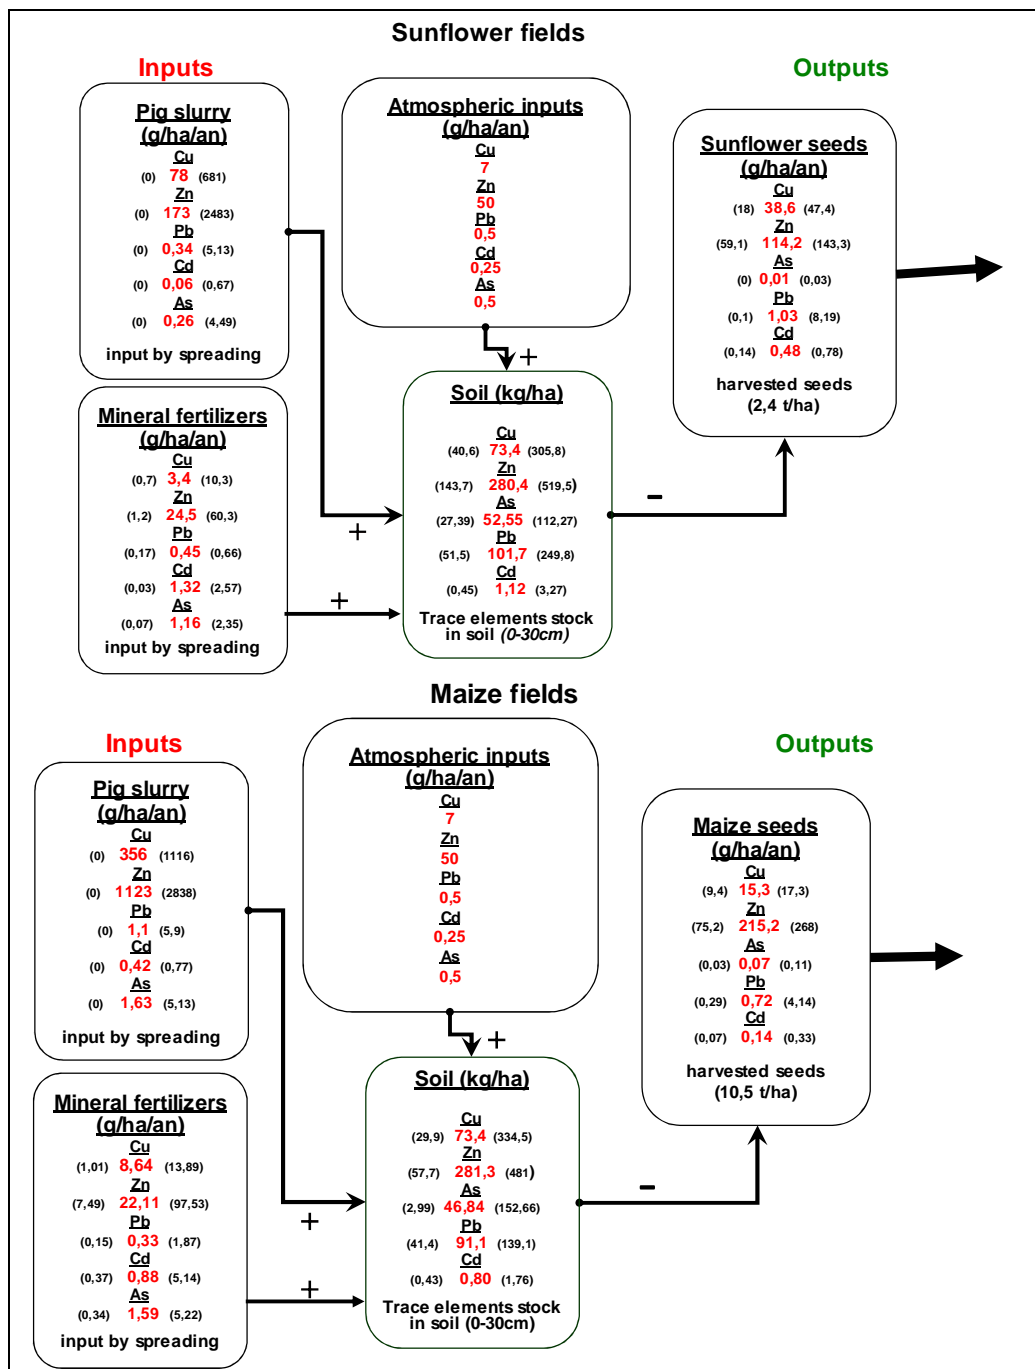 Sunflower fields
Inputs
Outputs
Pig slurry
(g/ha/an)
Cu
(0) 78 (681)
Zn
(0) 173 (2483)
Pb
(0) 0,34 (5,13)
Cd
(0) 0,06 (0,67)
As
(0) 0,26 (4,49)
input by spreading
Atmospheric inputs
(g/ha/an)
Cu
7
Zn
50
Pb
0,5
Cd
0,25
As
0,5
+
Sunflower seeds
(g/ha/an)
Cu
(18) 38,6 (47,4)
Zn
(59,1) 114,2 (143,3)
As
(0) 0,01 (0,03)
Pb
(0,1) 1,03 (8,19)
Cd
(0,14) 0,48 (0,78)
harvested seeds
(2,4 t/ha)
Mineral fertilizers
(g/ha/an)
Cu
(0,7) 3,4 (10,3)
Zn
(1,2) 24,5 (60,3)
Pb
(0,17) 0,45 (0,66)
Cd
(0,03) 1,32 (2,57)
As
(0,07) 1,16 (2,35)
input by spreading
+
+
Soil (kg/ha)
Cu
(40,6) 73,4 (305,8)
Zn
(143,7) 280,4 (519,5)
As
(27,39) 52,55 (112,27)
Pb
(51,5) 101,7 (249,8)
Cd
(0,45) 1,12 (3,27)
Trace elements stock
in soil (0-30cm)
−
Maize fields
Inputs
Outputs
Pig slurry
(g/ha/an)
Cu
(0) 356 (1116)
Zn
(0) 1123 (2838)
Pb
(0) 1,1 (5,9)
Cd
(0) 0,42 (0,77)
As
(0) 1,63 (5,13)
input by spreading
Atmospheric inputs
(g/ha/an)
Cu
7
Zn
50
Pb
0,5
Cd
0,25
As
0,5
+
Maize seeds
(g/ha/an)
Cu
(9,4) 15,3 (17,3)
Zn
(75,2) 215,2 (268)
As
(0,03) 0,07 (0,11)
Pb
(0,29) 0,72 (4,14)
Cd
(0,07) 0,14 (0,33)
harvested seeds
(10,5 t/ha)
Mineral fertilizers
(g/ha/an)
Cu
(1,01) 8,64 (13,89)
Zn
(7,49) 22,11 (97,53)
Pb
(0,15) 0,33 (1,87)
Cd
(0,37) 0,88 (5,14)
As
(0,34) 1,59 (5,22)
input by spreading
+
+
Soil (kg/ha)
Cu
(29,9) 73,4 (334,5)
Zn
(57,7) 281,3 (481)
As
(2,99) 46,84 (152,66)
Pb
(41,4) 91,1 (139,1)
Cd
(0,43) 0,80 (1,76)
Trace elements stock
in soil (0-30cm)
−